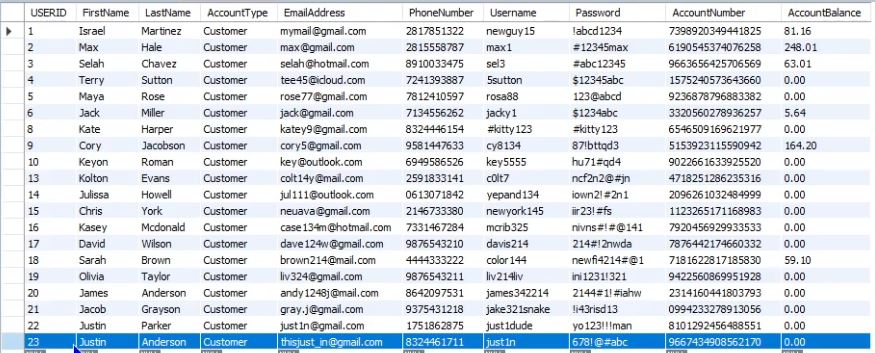 USERID FirstName LastName AccountType EmailAddress PhoneNumber Username Password AccountNumber AccountBalance
1 Israel Martinez Customer mymail@gmail.com 2817851322 newguy15 !abcd1234 7398920349441825 81.16
2 Max Hale Customer max@gmail.com 2815558787 max1 #12345max 6190545374076258 248.01
3 Selah Chavez Customer selah@hotmail.com 8910033475 sel3 #abc12345 9663656425706569 63.01
4 Terry Sutton Customer tee45@icloud.com 7241393887 5sutton $12345abc 1575240573643660 0.00
5 Maya Rose Customer rose77@gmail.com 7812410597 rosa88 123@abcd 9236878796883382 0.00
6 Jack Miller Customer jack@gmail.com 7134556262 jacky1 $1234abc 3320560278936257 5.64
8 Kate Harper Customer katey9@gmail.com 8324446154 #kitty123 #kitty123 6546509169621977 0.00
9 Cory Jacobson Customer cory5@gmail.com 9581447633 cy8134 87!bttqd3 5153923115590942 164.20
10 Keyon Roman Customer key@outlook.com 6949586526 key5555 hu71#qd4 9022661633925520 0.00
13 Kolton Evans Customer colt14y@mail.com 2591833141 c0lt7 ncf2n2@#jn 4718251286235316 0.00
14 Julissa Howell Customer jul111@outlook.com 0613071842 yepand134 iown2!#2n1 2096261032484999 0.00
15 Chris York Customer neuava@gmail.com 2146733380 newyork145 iir23!#fs 1123265171168983 0.00
16 Kasey Mcdonald Customer case134m@hotmail.com 7331467284 mcrib325 nivns#!#@141 7920456929933533 0.00
17 David Wilson Customer dave124w@gmail.com 9876543210 davis214 214#!2nwda 7876442174660332 0.00
18 Sarah Brown Customer brown214@mail.com 4444333222 color144 newfi4214#@1 7181622817185830 59.10
19 Olivia Taylor Customer liv324@gmail.com 9876543211 liv214liv ini1231!321 9422560869951928 0.00
20 James Anderson Customer andy1248j@mail.com 8642097531 james342214 2144#1!#iahw 2314160441803793 0.00
21 Jacob Grayson Customer gray.j@gmail.com 9375431218 jake321snake !i43risd13 0994233278913056 0.00
22 Justin Parker Customer just1n@gmail.com 1751862875 just1dude yo123!!!man 8101292456488551 0.00
23 Justin Anderson Customer thisjust_in@gmail.com 8324461711 just1n 678!@#abc 9667434908562170 0.00